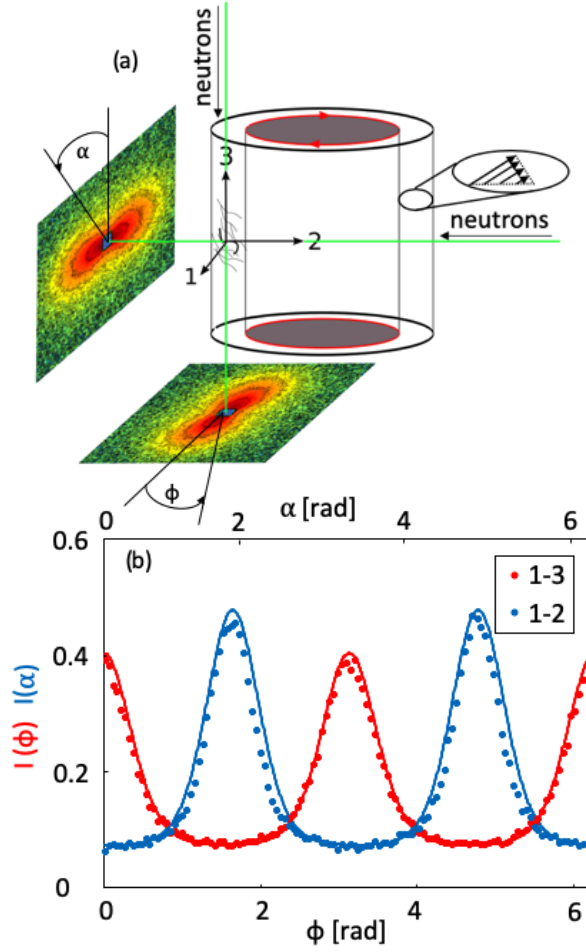 (a)
neutrons
α
3
2
1
neutrons
ϕ
α [rad]
0 2 4 6
0.6
(b)
1-3
1-2
0.4
I (ϕ) I(α)
0.2
0
0 2 4 6
ϕ [rad]